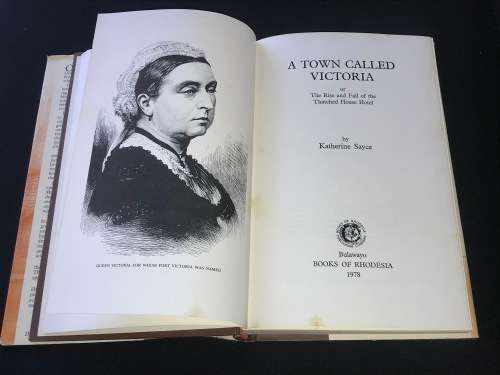 QUEEN VICTORIA FOR WHOM FORT VICTORIA WAS NAMED
A TOWN CALLED
VICTORIA
or
The Rise and Fall of the
Thatched House Hotel
by
Katherine Sayce
Bulawayo
BOOKS OF RHODESIA
1978